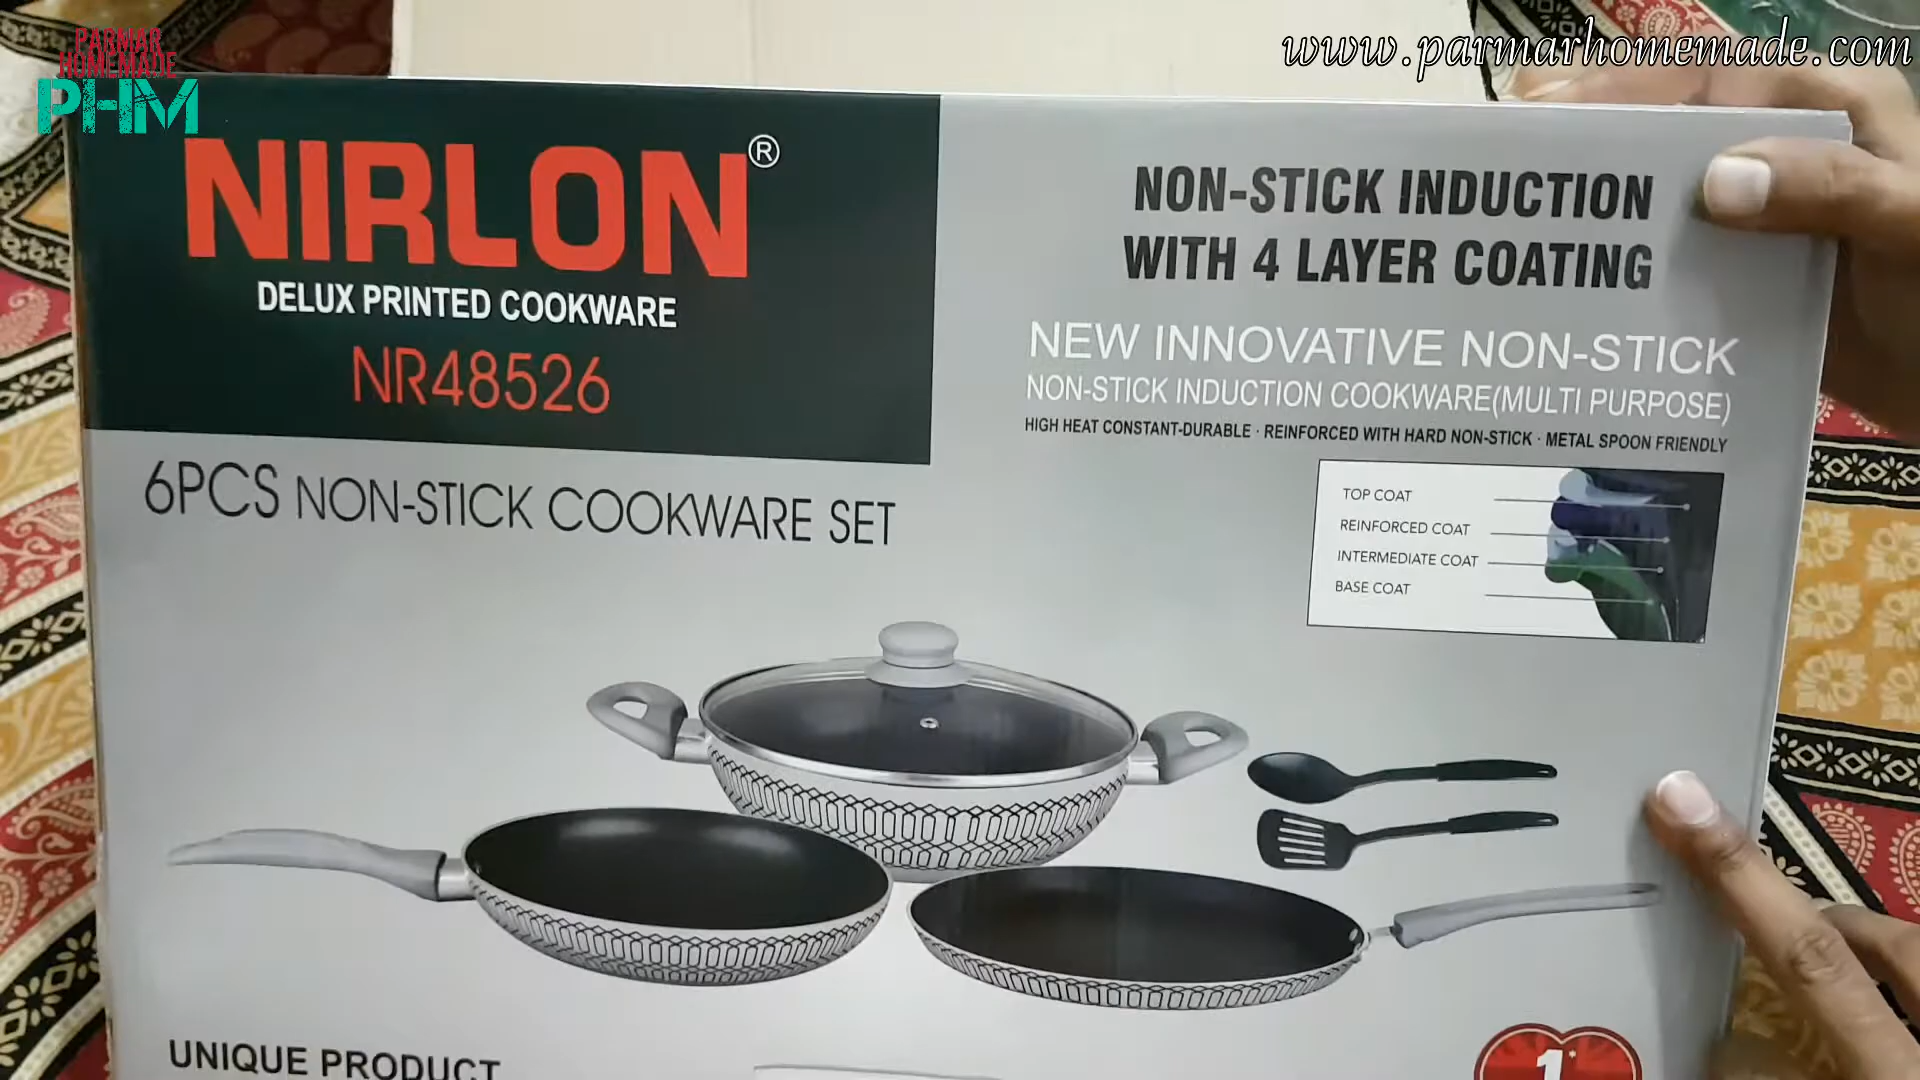 PARMAR
HOMEMADE
PHM
www.parmarhomemade.com
NIRLON®
DELUX PRINTED COOKWARE
NR48526
6PCS NON-STICK COOKWARE SET
NON-STICK INDUCTION
WITH 4 LAYER COATING
NEW INNOVATIVE NON-STICK
NON-STICK INDUCTION COOKWARE(MULTI PURPOSE)
HIGH HEAT CONSTANT-DURABLE · REINFORCED WITH HARD NON-STICK · METAL SPOON FRIENDLY
TOP COAT
REINFORCED COAT
INTERMEDIATE COAT
BASE COAT
UNIQUE PRODUCT
1*